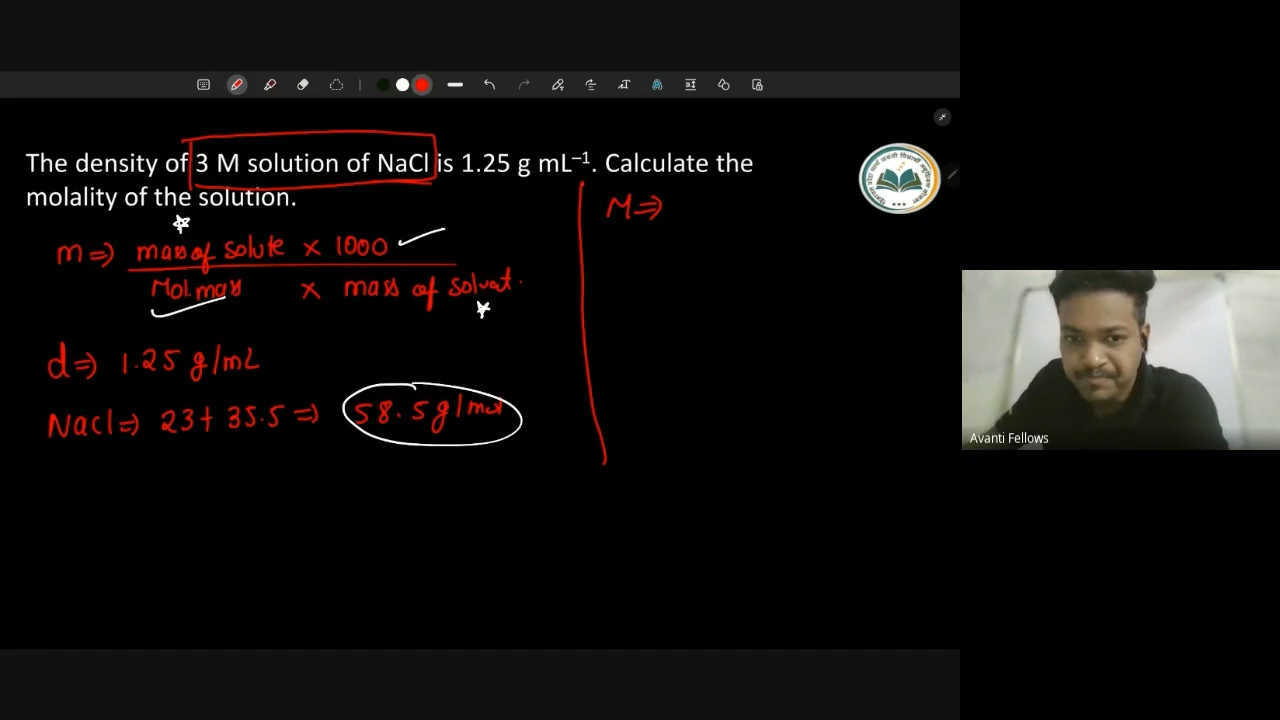 The density of 3 M solution of NaCl is 1.25 g mL⁻¹. Calculate the
molality of the solution.
M ⇒
m ⇒ mass of solute × 1000
Mol. mass × mass of solvat.
d ⇒ 1.25 g/mL
Nacl ⇒ 23 + 35.5 ⇒ 58.5 g/mol
Avanti Fellows